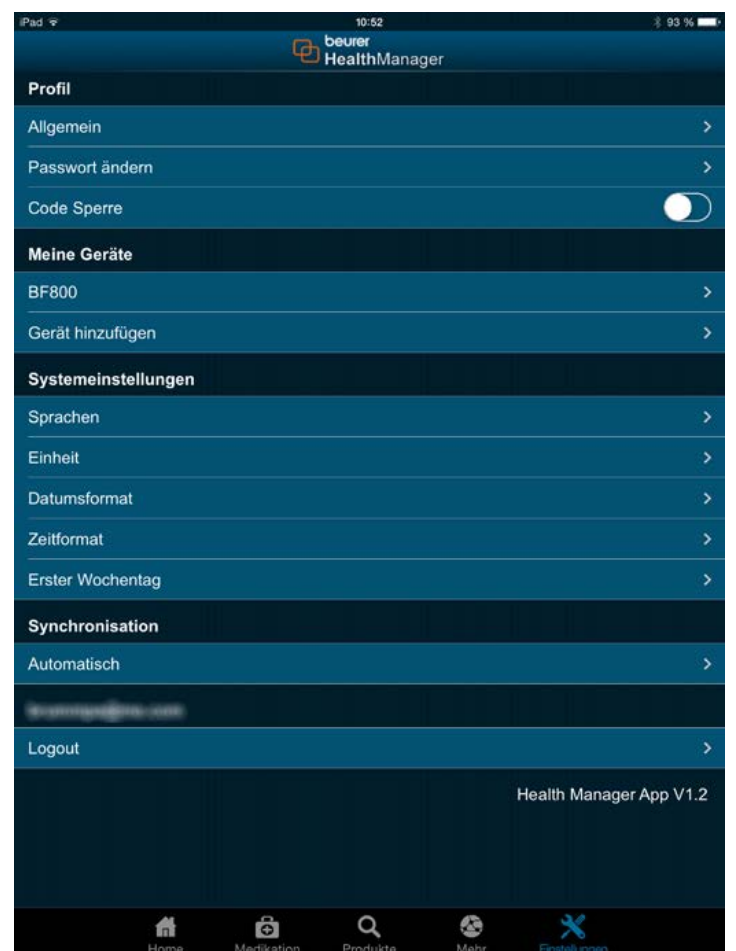 iPad 10:52 93 %
beurer
HealthManager
Profil
Allgemein
Passwort ändern
Code Sperre
Meine Geräte
BF800
Gerät hinzufügen
Systemeinstellungen
Sprachen
Einheit
Datumsformat
Zeitformat
Erster Wochentag
Synchronisation
Automatisch
Logout
Health Manager App V1.2
Home Medikation Produkte Mehr Einstellungen